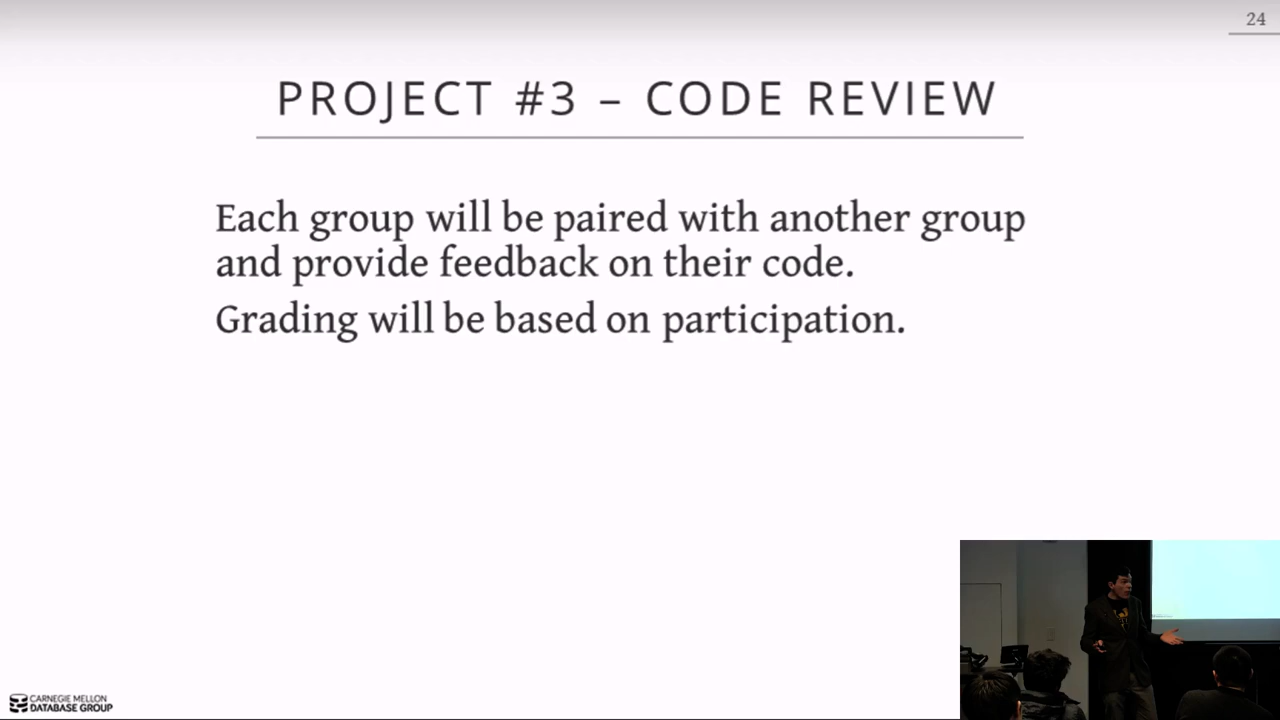 24
PROJECT #3 – CODE REVIEW
Each group will be paired with another group
and provide feedback on their code.
Grading will be based on participation.
CARNEGIE MELLON
DATABASE GROUP